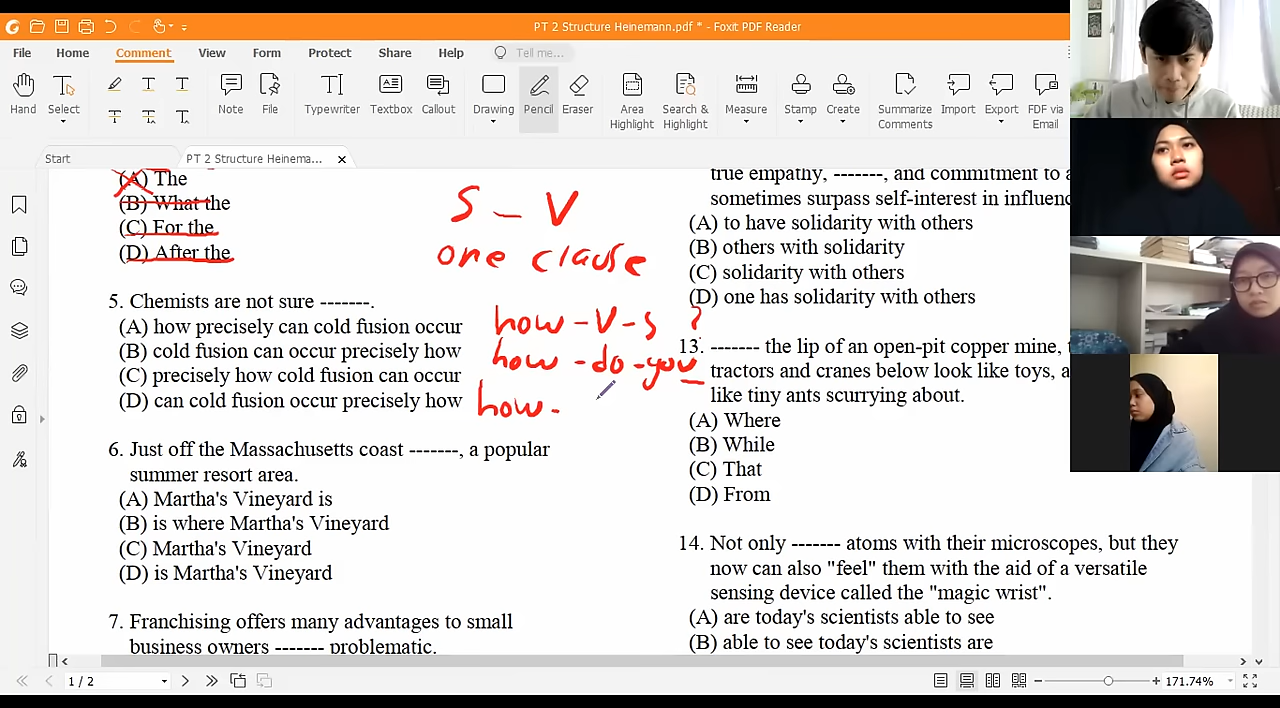 PT 2 Structure Heinemann.pdf * - Foxit PDF Reader
File Home Comment View Form Protect Share Help Tell me...
Hand Select Note File Typewriter Textbox Callout Drawing Pencil Eraser Area Highlight Search & Highlight Measure Stamp Create Summarize Comments Import Export FDF via Email
Start PT 2 Structure Heinema...
(A) The
(B) What the
(C) For the
(D) After the
S - V
one clause
5. Chemists are not sure -------.
(A) how precisely can cold fusion occur
(B) cold fusion can occur precisely how
(C) precisely how cold fusion can occur
(D) can cold fusion occur precisely how
how - V - S ?
how - do - you
how -
6. Just off the Massachusetts coast -------, a popular
summer resort area.
(A) Martha's Vineyard is
(B) is where Martha's Vineyard
(C) Martha's Vineyard
(D) is Martha's Vineyard
7. Franchising offers many advantages to small
business owners ------- problematic.
true empathy, -------, and commitment to
sometimes surpass self-interest in
(A) to have solidarity with others
(B) others with solidarity
(C) solidarity with others
(D) one has solidarity with others
13. ------- the lip of an open-pit copper mine,
tractors and cranes below look like toys,
like tiny ants scurrying about.
(A) Where
(B) While
(C) That
(D) From
14. Not only ------- atoms with their microscopes, but they
now can also "feel" them with the aid of a versatile
sensing device called the "magic wrist".
(A) are today's scientists able to see
(B) able to see today's scientists are
1 / 2
171.74%